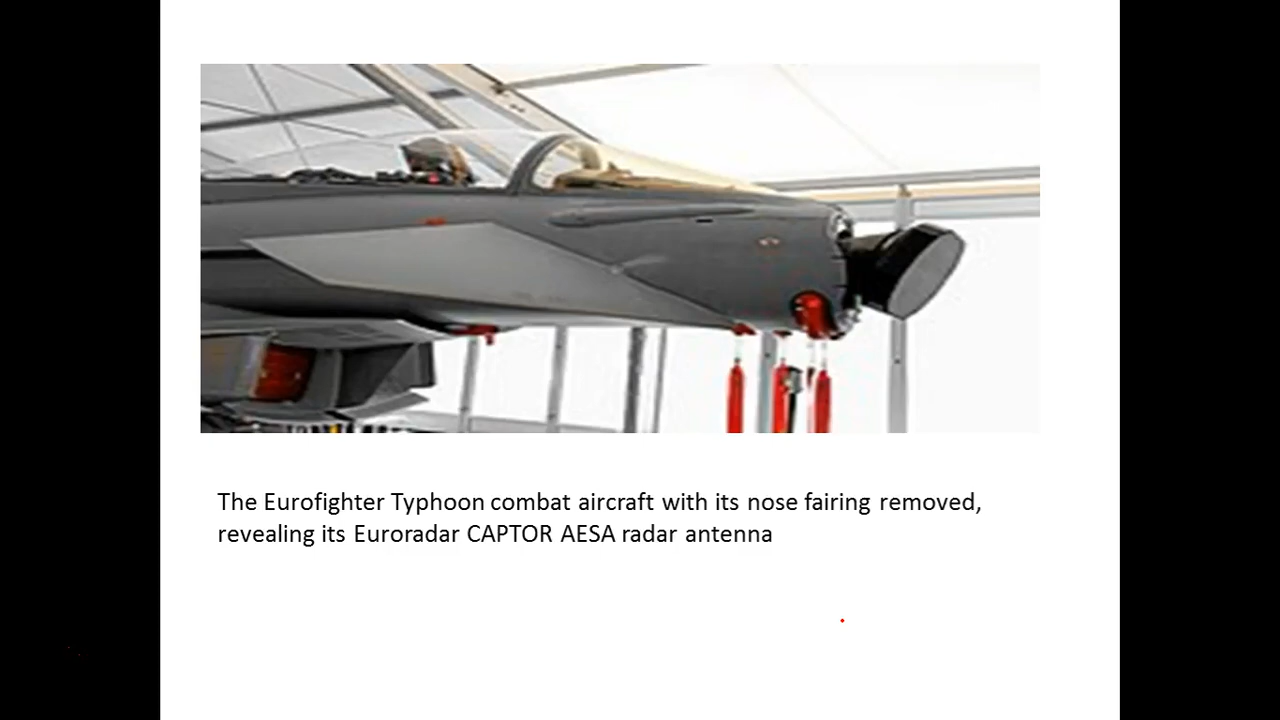 The Eurofighter Typhoon combat aircraft with its nose fairing removed,
revealing its Euroradar CAPTOR AESA radar antenna